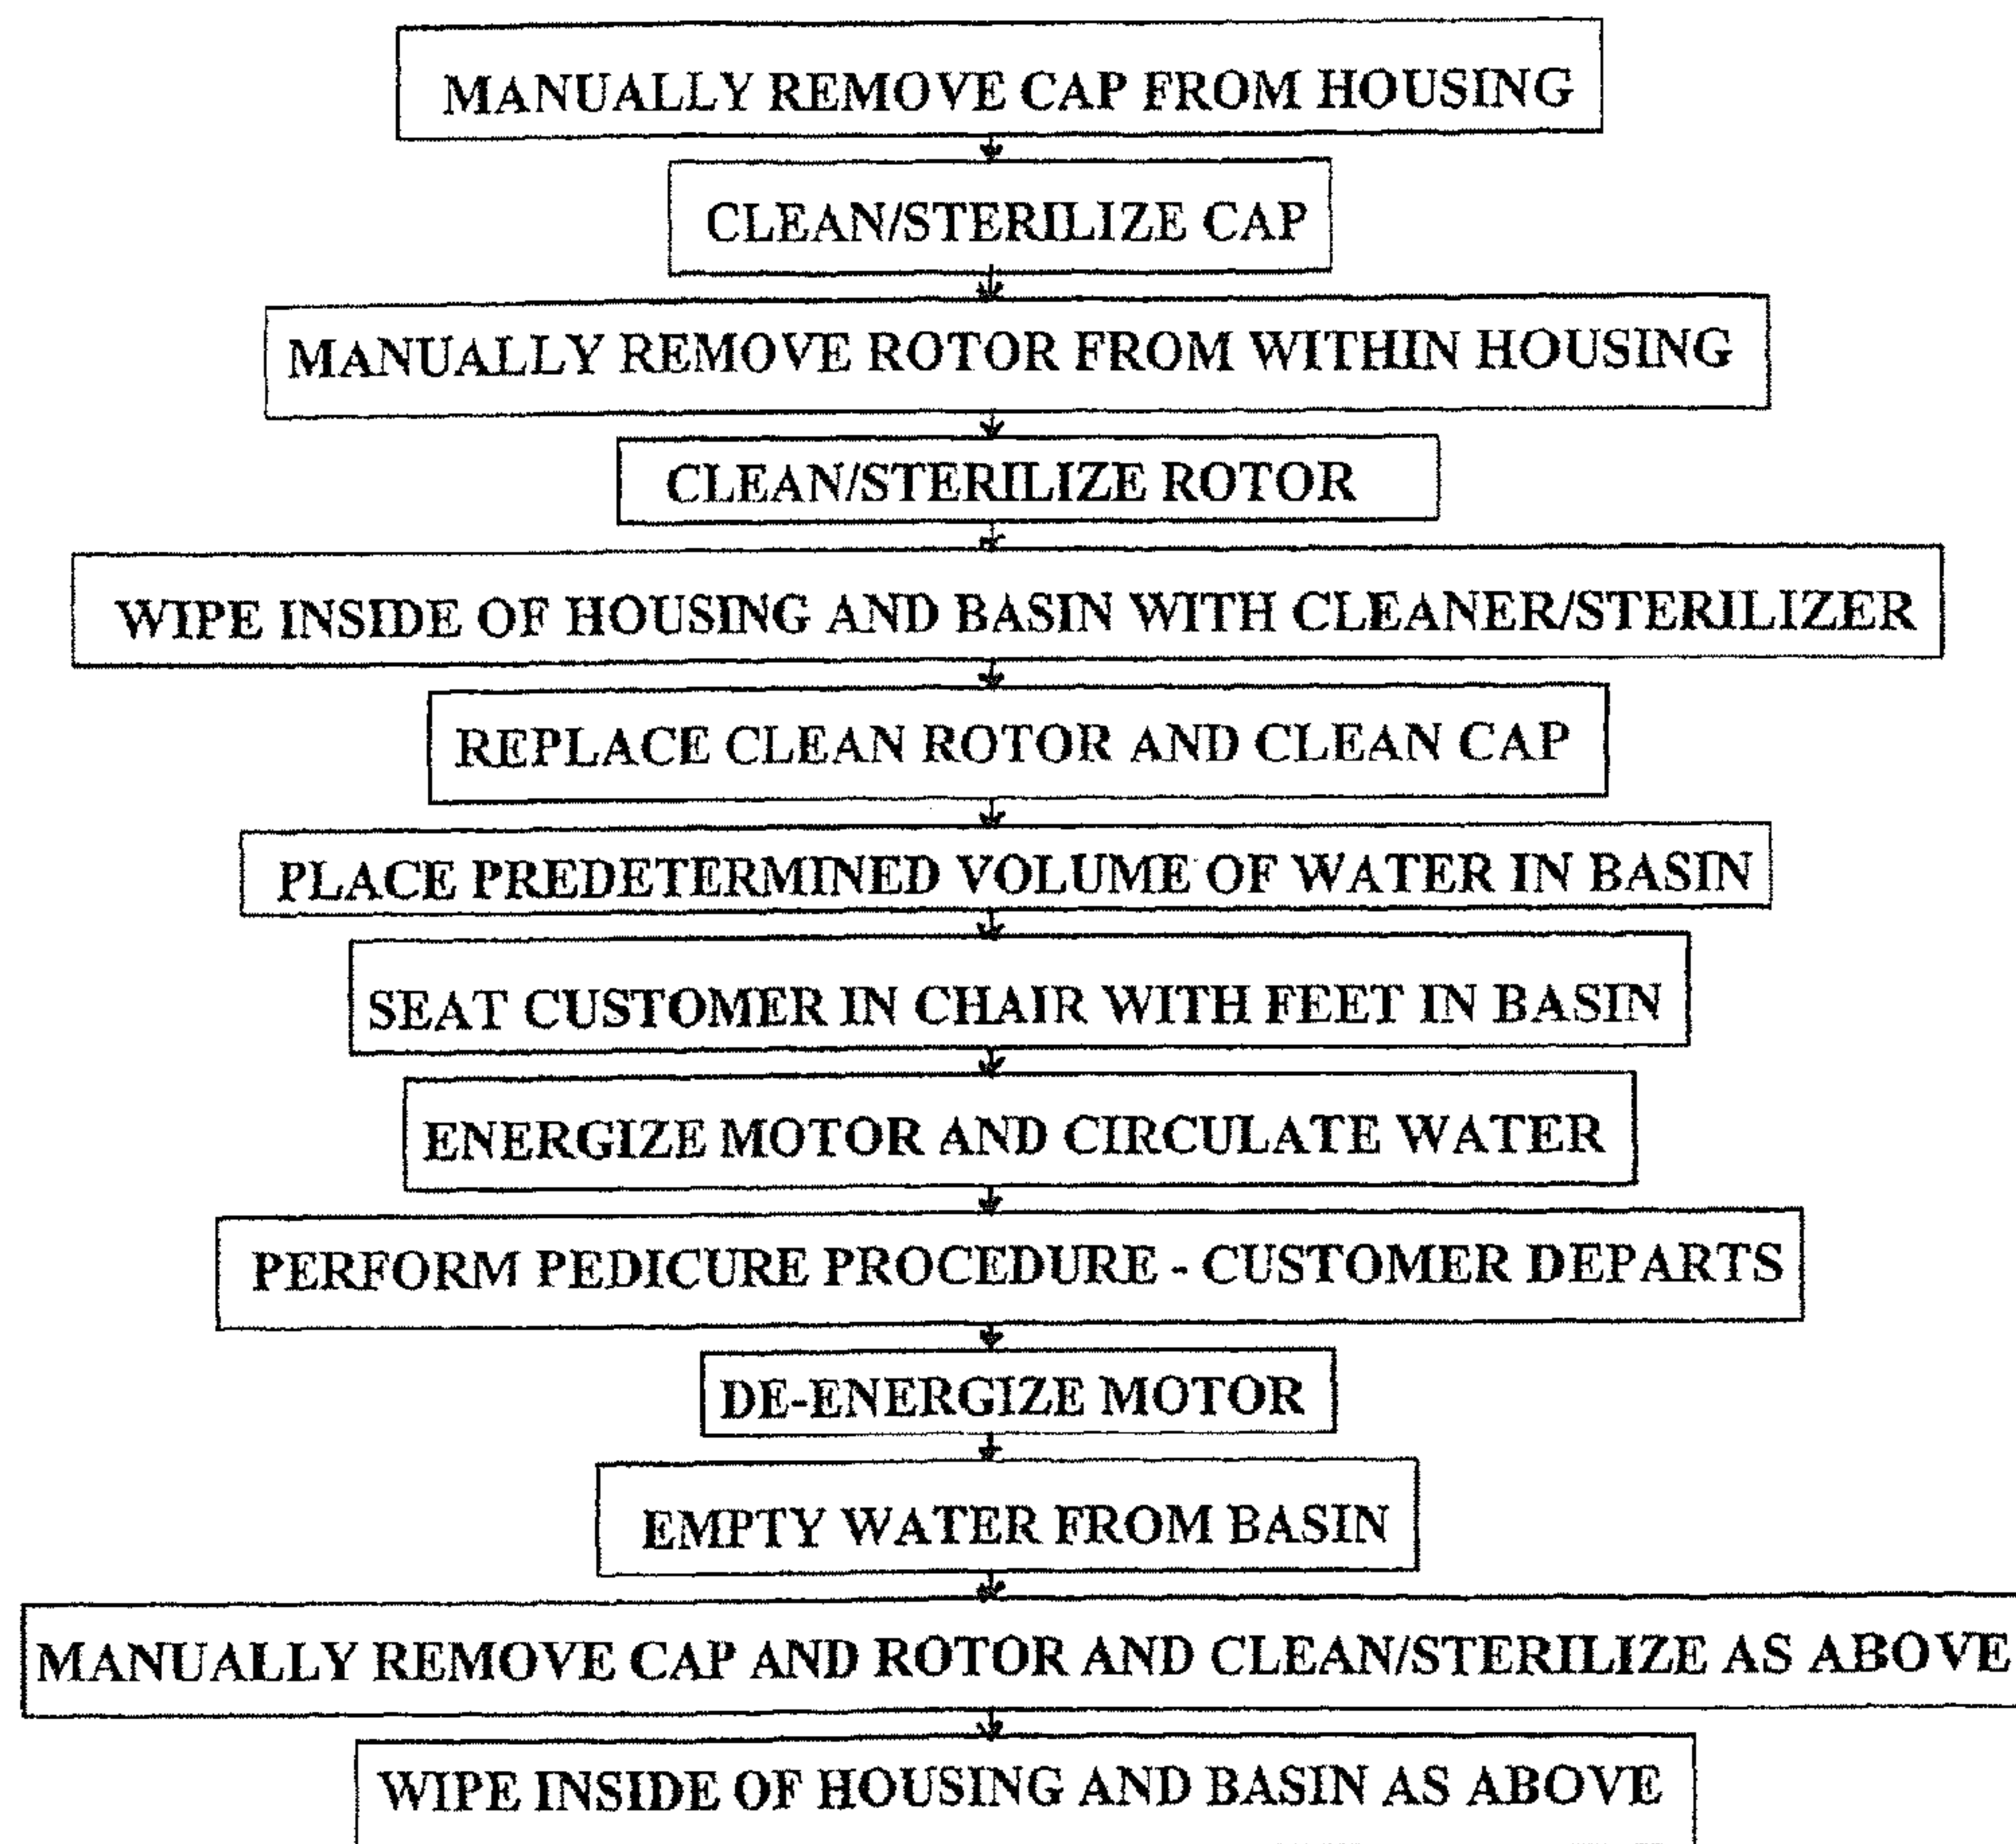 MANUALLY REMOVE CAP FROM HOUSING
CLEAN/STERILIZE CAP
MANUALLY REMOVE ROTOR FROM WITHIN HOUSING
CLEAN/STERILIZE ROTOR
WIPE INSIDE OF HOUSING AND BASIN WITH CLEANER/STERILIZER
REPLACE CLEAN ROTOR AND CLEAN CAP
PLACE PREDETERMINED VOLUME OF WATER IN BASIN
SEAT CUSTOMER IN CHAIR WITH FEET IN BASIN
ENERGIZE MOTOR AND CIRCULATE WATER
PERFORM PEDICURE PROCEDURE - CUSTOMER DEPARTS
DE-ENERGIZE MOTOR
EMPTY WATER FROM BASIN
MANUALLY REMOVE CAP AND ROTOR AND CLEAN/STERILIZE AS ABOVE
WIPE INSIDE OF HOUSING AND BASIN AS ABOVE